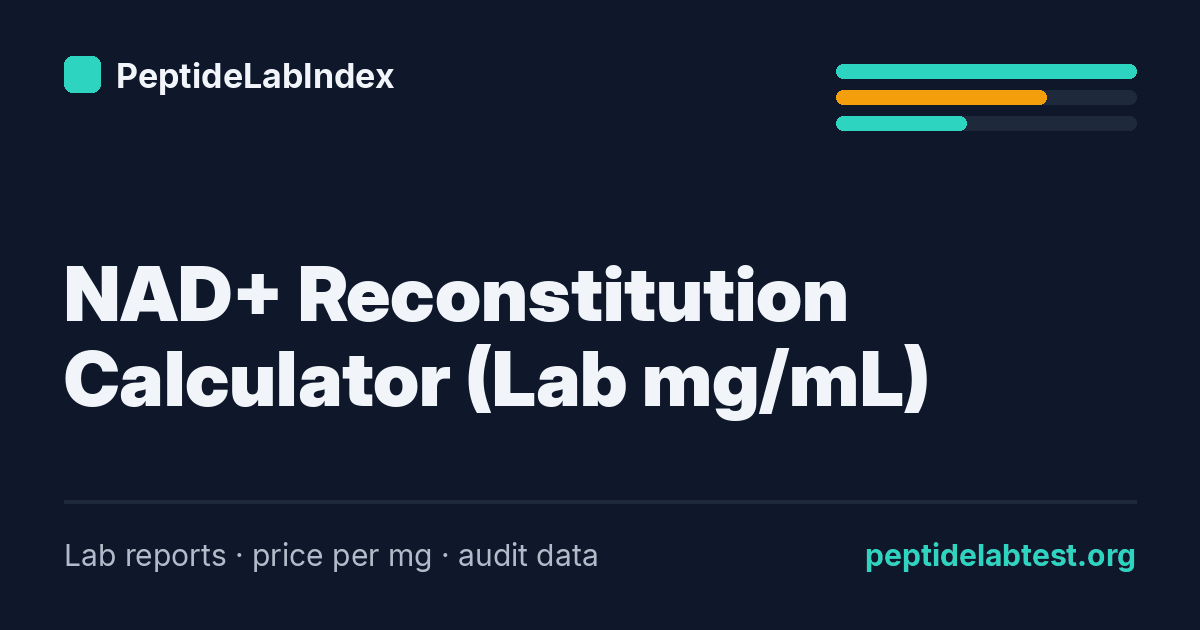 PeptideLabIndex
NAD+ Reconstitution
Calculator (Lab mg/mL)
Lab reports · price per mg · audit data
peptidelabtest.org